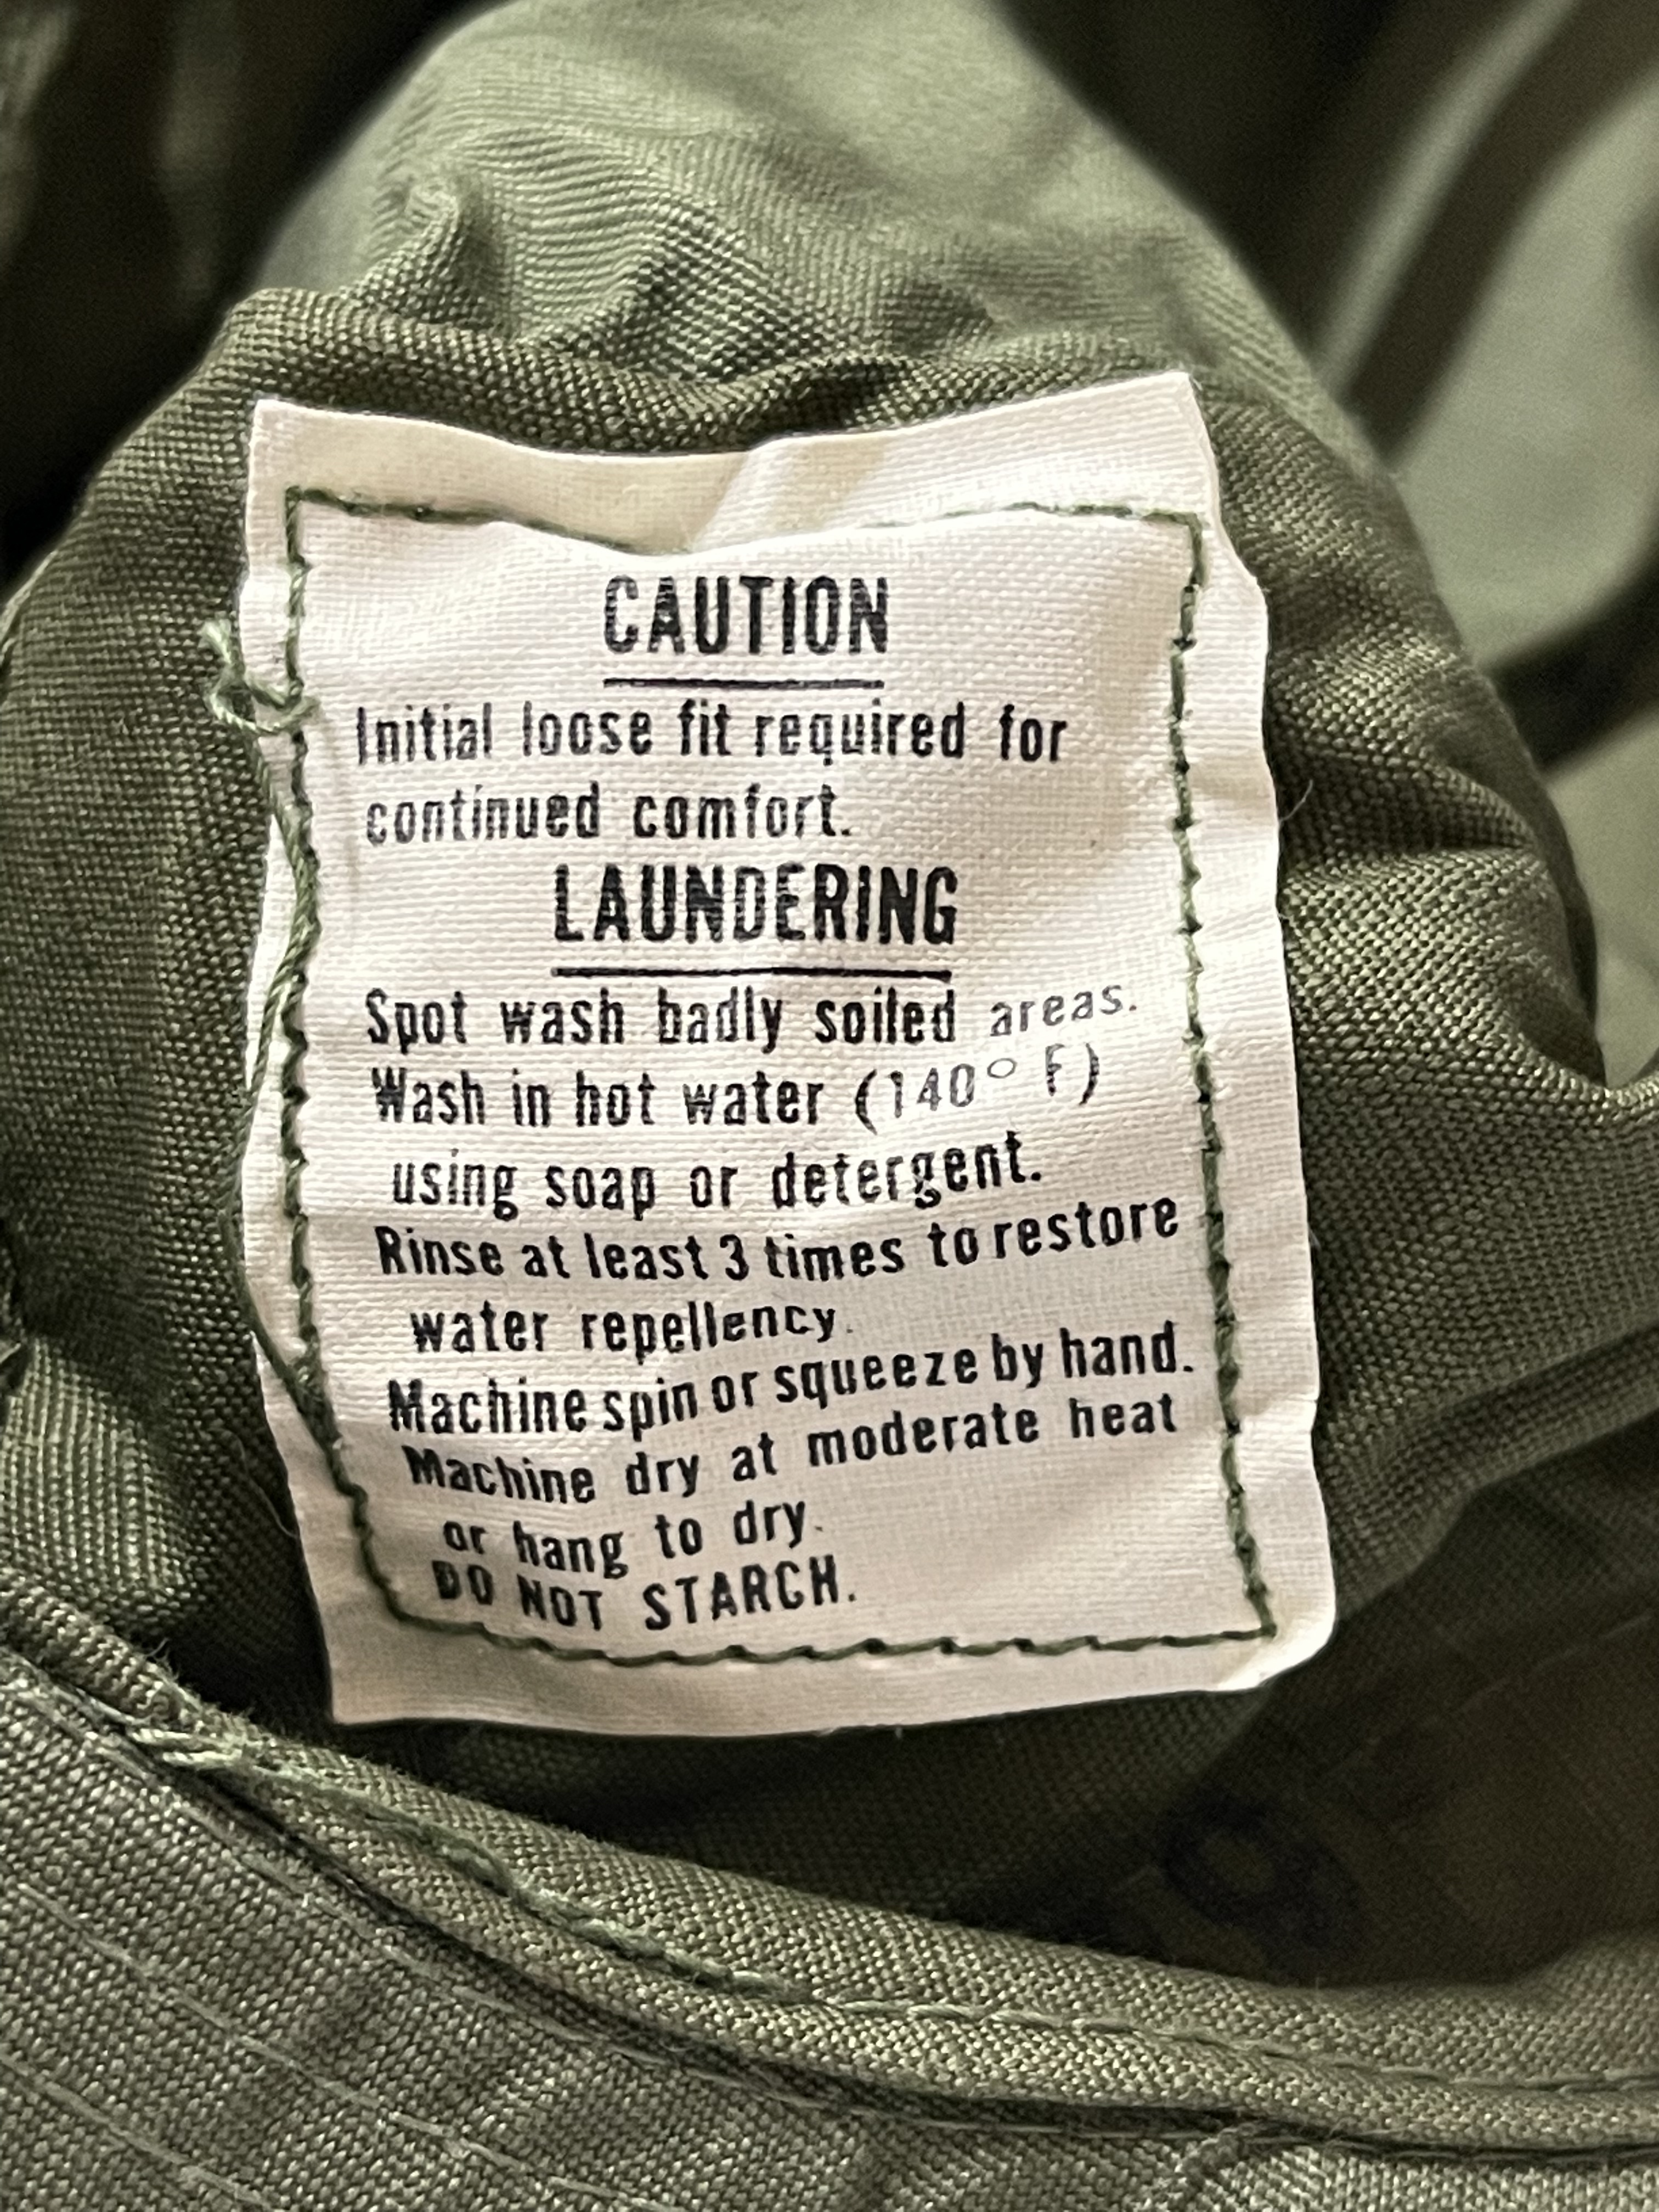 CAUTION
Initial loose fit required for
continued comfort.
LAUNDERING
Spot wash badly soiled areas.
Wash in hot water (140° F)
using soap or detergent.
Rinse at least 3 times to restore
water repellency.
Machine spin or squeeze by hand.
Machine dry at moderate heat
or hang to dry.
DO NOT STARCH.